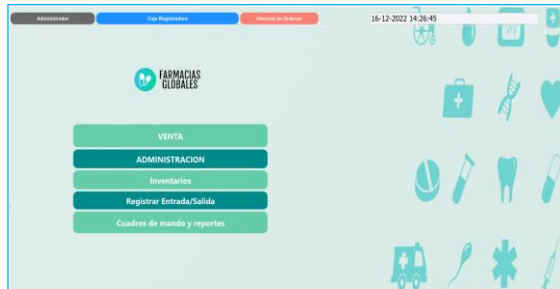 Administrador
Caja Registradora
Historial de Ordenes
16-12-2022 14:26:45
FARMACIAS
GLOBALES
VENTA
ADMINISTRACION
Inventarios
Registrar Entrada/Salida
Cuadros de mando y reportes